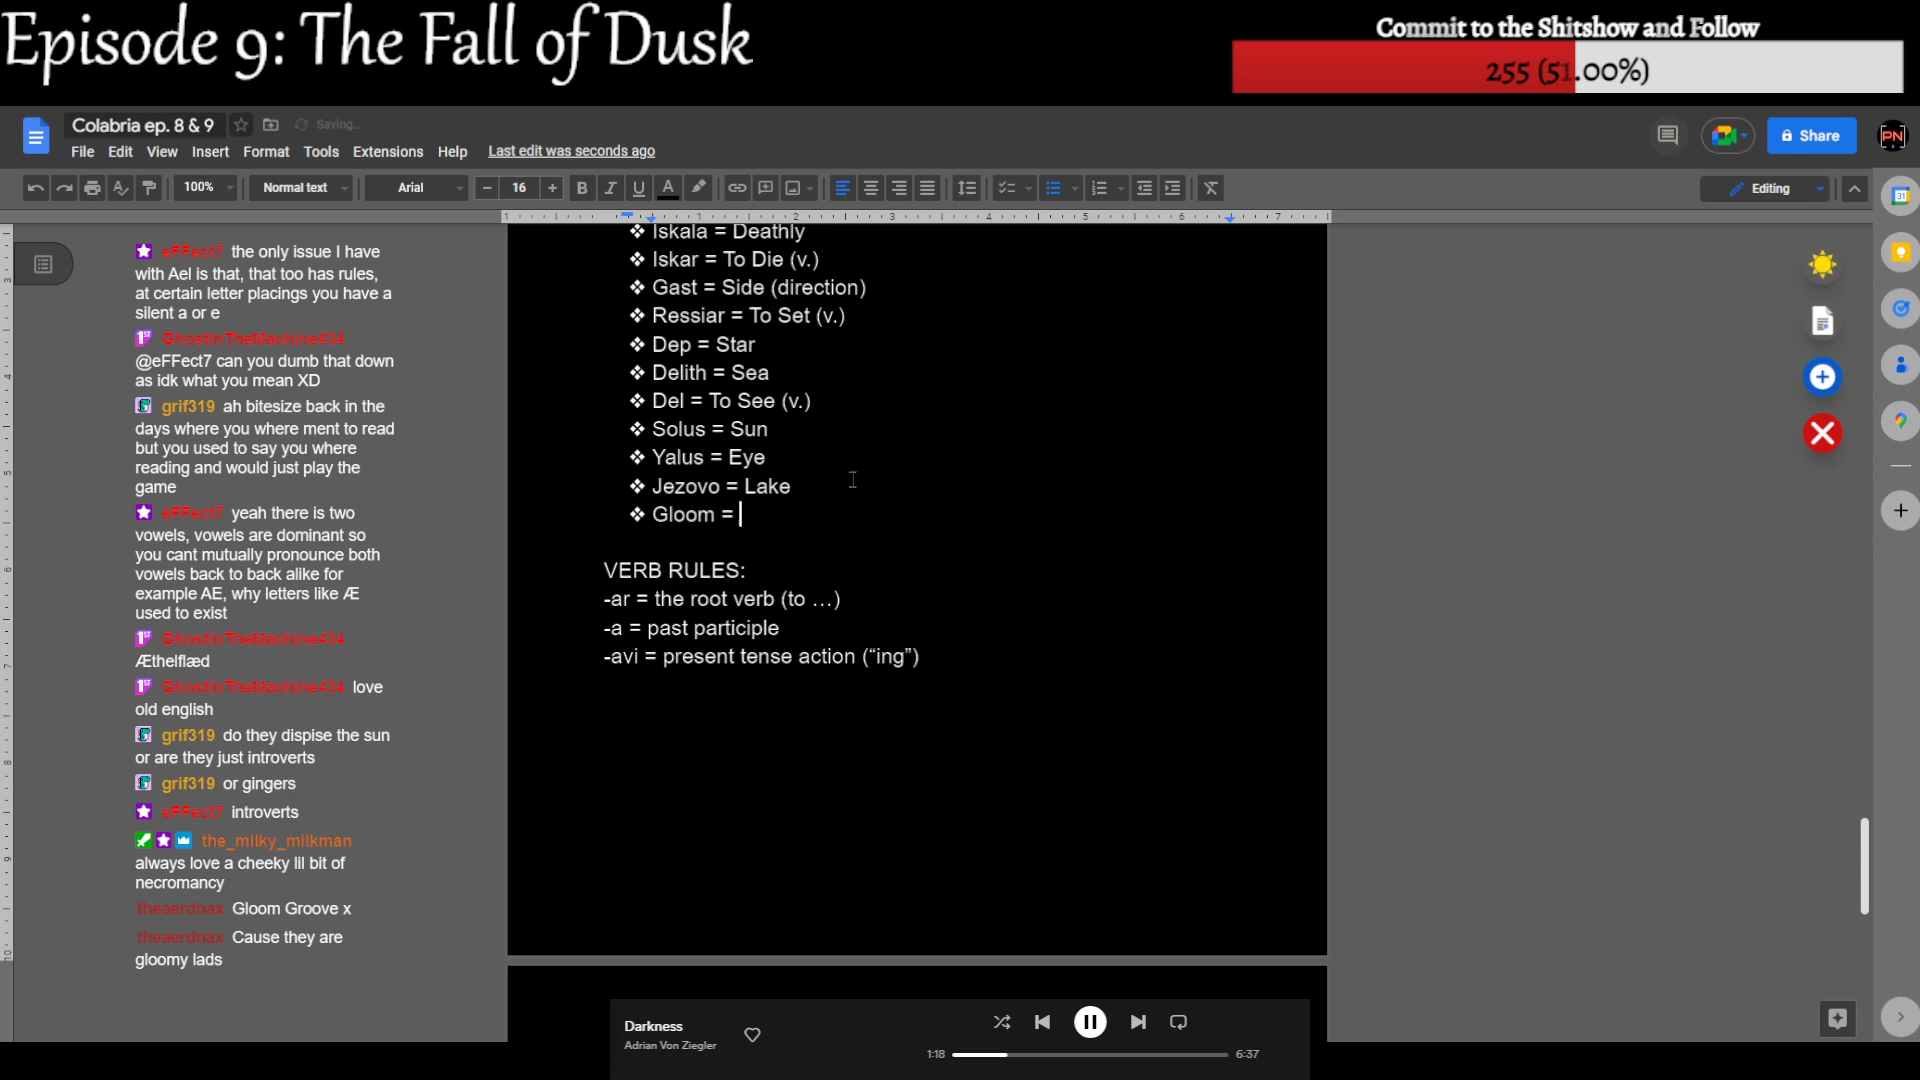 Episode 9: The Fall of Dusk
Commit to the Shitshow and Follow
255 (51.00%)
Colabria ep. 8 & 9
Saving...
PN
Share
File Edit View Insert Format Tools Extensions Help Last edit was seconds ago
100% Normal text Arial 16 B I U A Editing
1 1 2 3 4 5 6 7
31
eFFect7 the only issue I have
with Ael is that, that too has rules,
at certain letter placings you have a
silent a or e
GhostInTheMachine434
@eFFect7 can you dumb that down
as idk what you mean XD
grif319 ah bitesize back in the
days where you where ment to read
but you used to say you where
reading and would just play the
game
eFFect7 yeah there is two
vowels, vowels are dominant so
you cant mutually pronounce both
vowels back to back alike for
example AE, why letters like Æ
used to exist
GhostInTheMachine434
Æthelflæd
GhostInTheMachine434 love
old english
grif319 do they dispise the sun
or are they just introverts
grif319 or gingers
eFFect7 introverts
the_milky_milkman
always love a cheeky lil bit of
necromancy
theaerdnax Gloom Groove x
theaerdnax Cause they are
gloomy lads
❖ Iskala = Deathly
❖ Iskar = To Die (v.)
❖ Gast = Side (direction)
❖ Ressiar = To Set (v.)
❖ Dep = Star
❖ Delith = Sea
❖ Del = To See (v.)
❖ Solus = Sun
❖ Yalus = Eye
❖ Jezovo = Lake
❖ Gloom =
VERB RULES:
-ar = the root verb (to …)
-a = past participle
-avi = present tense action (“ing”)
Darkness
Adrian Von Ziegler
1:18 6:37